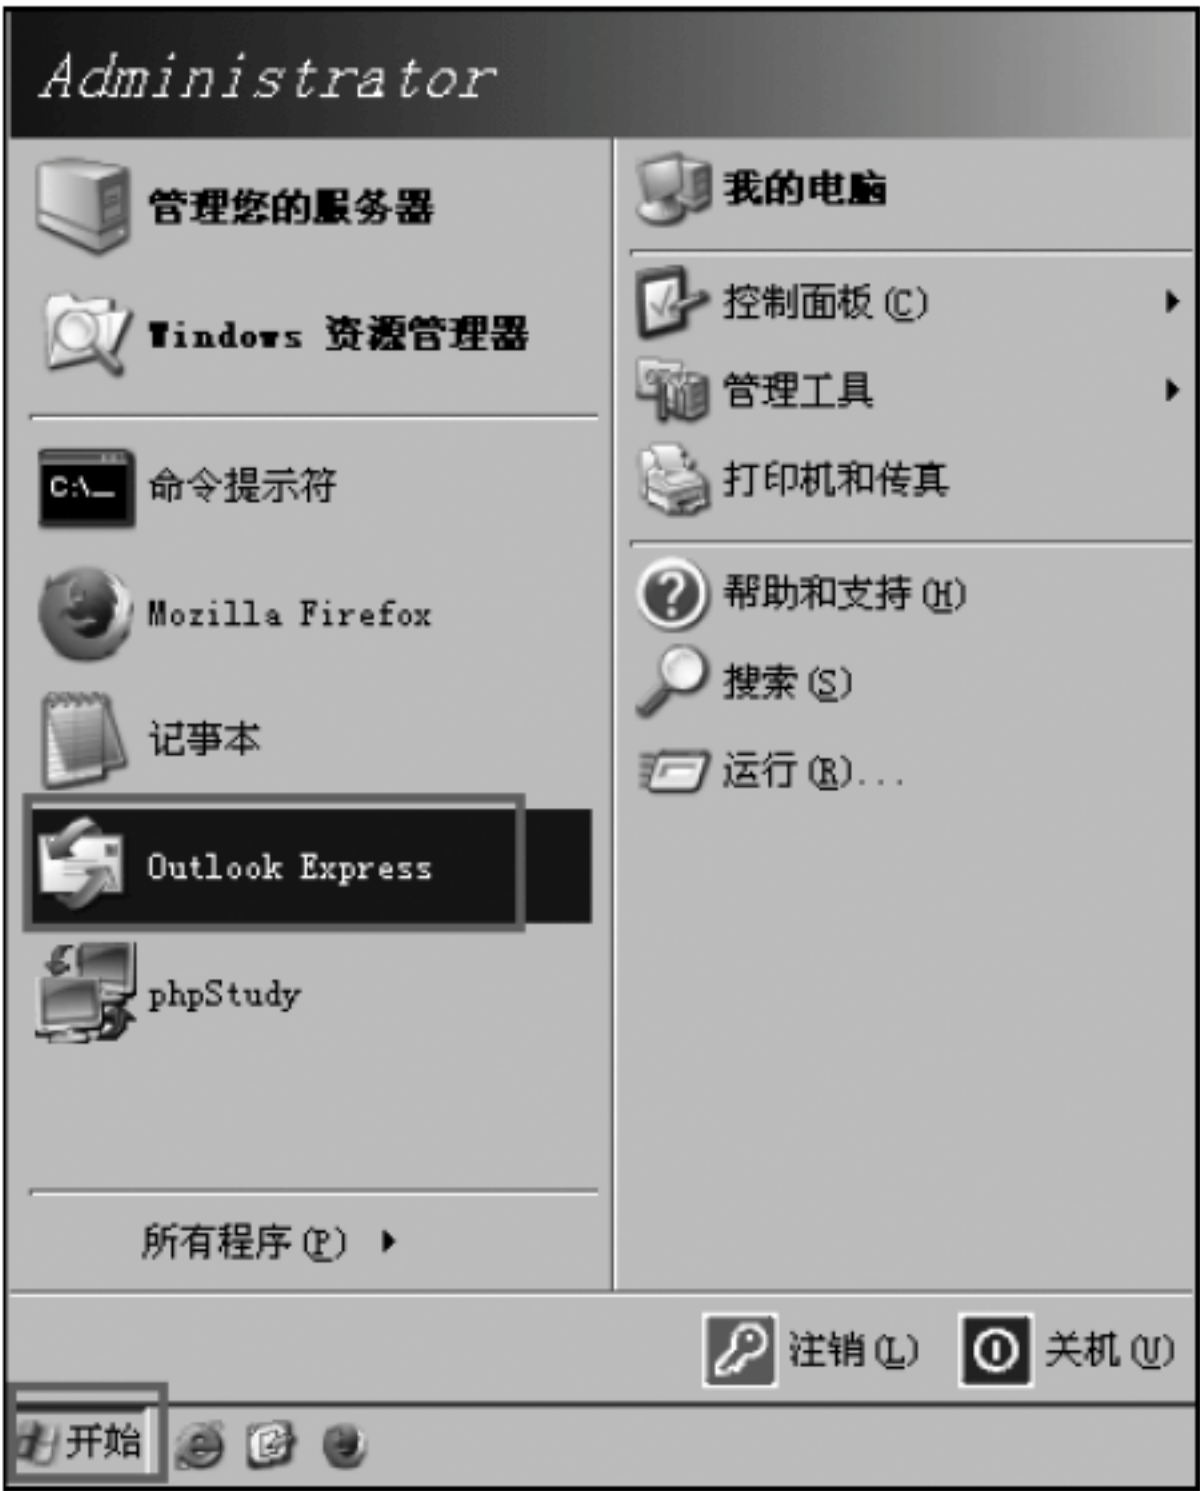 Administrator
管理您的服务器
Windows 资源管理器
C:\_
命令提示符
Mozilla Firefox
记事本
Outlook Express
phpStudy
所有程序(P)
我的电脑
控制面板(C)
管理工具
打印机和传真
帮助和支持(H)
搜索(S)
运行(R)...
注销(L)
关机(U)
开始